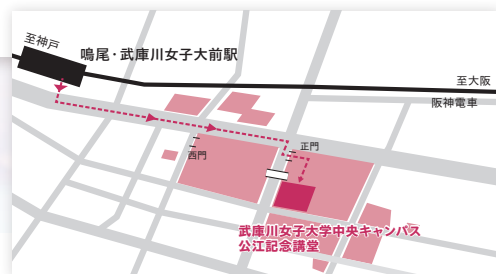 至神戸
鳴尾・武庫川女子大前駅
至大阪
阪神電車
正門
西門
武庫川女子大学中央キャンパス
公江記念講堂